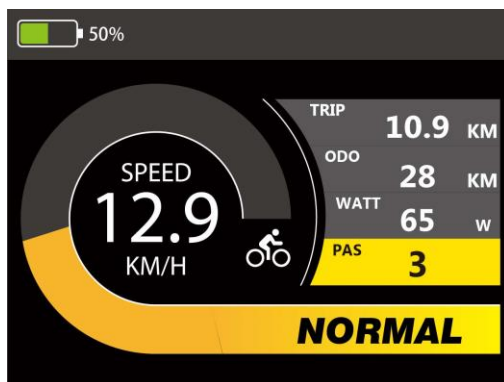 50%
SPEED
12.9
KM/H
TRIP
10.9 KM
ODO
28 KM
WATT
65 W
PAS
3
NORMAL